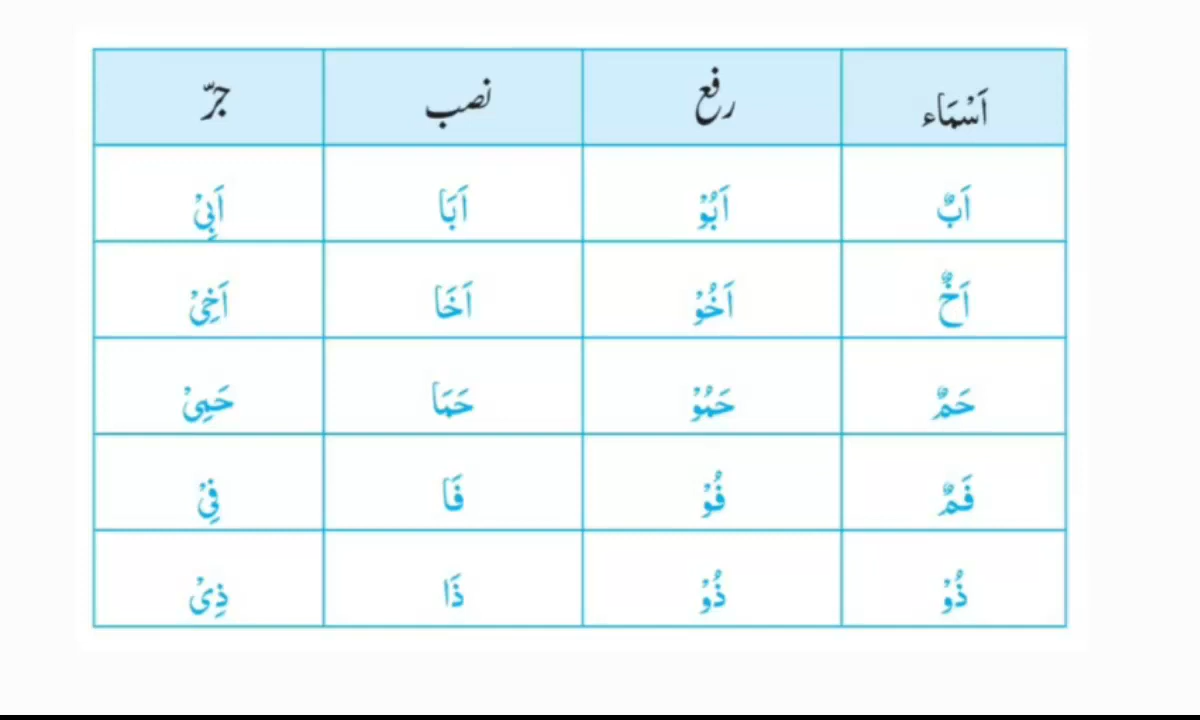 اَسْمَاء رفع نصب جرّ
اَبٌ اَبُوْ اَبَا اَبِیْ
اَخٌ اَخُوْ اَخَا اَخِیْ
حَمٌ حَمُوْ حَمَا حَمِیْ
فَمٌ فُوْ فَا فِیْ
ذُوْ ذُوْ ذَا ذِیْ